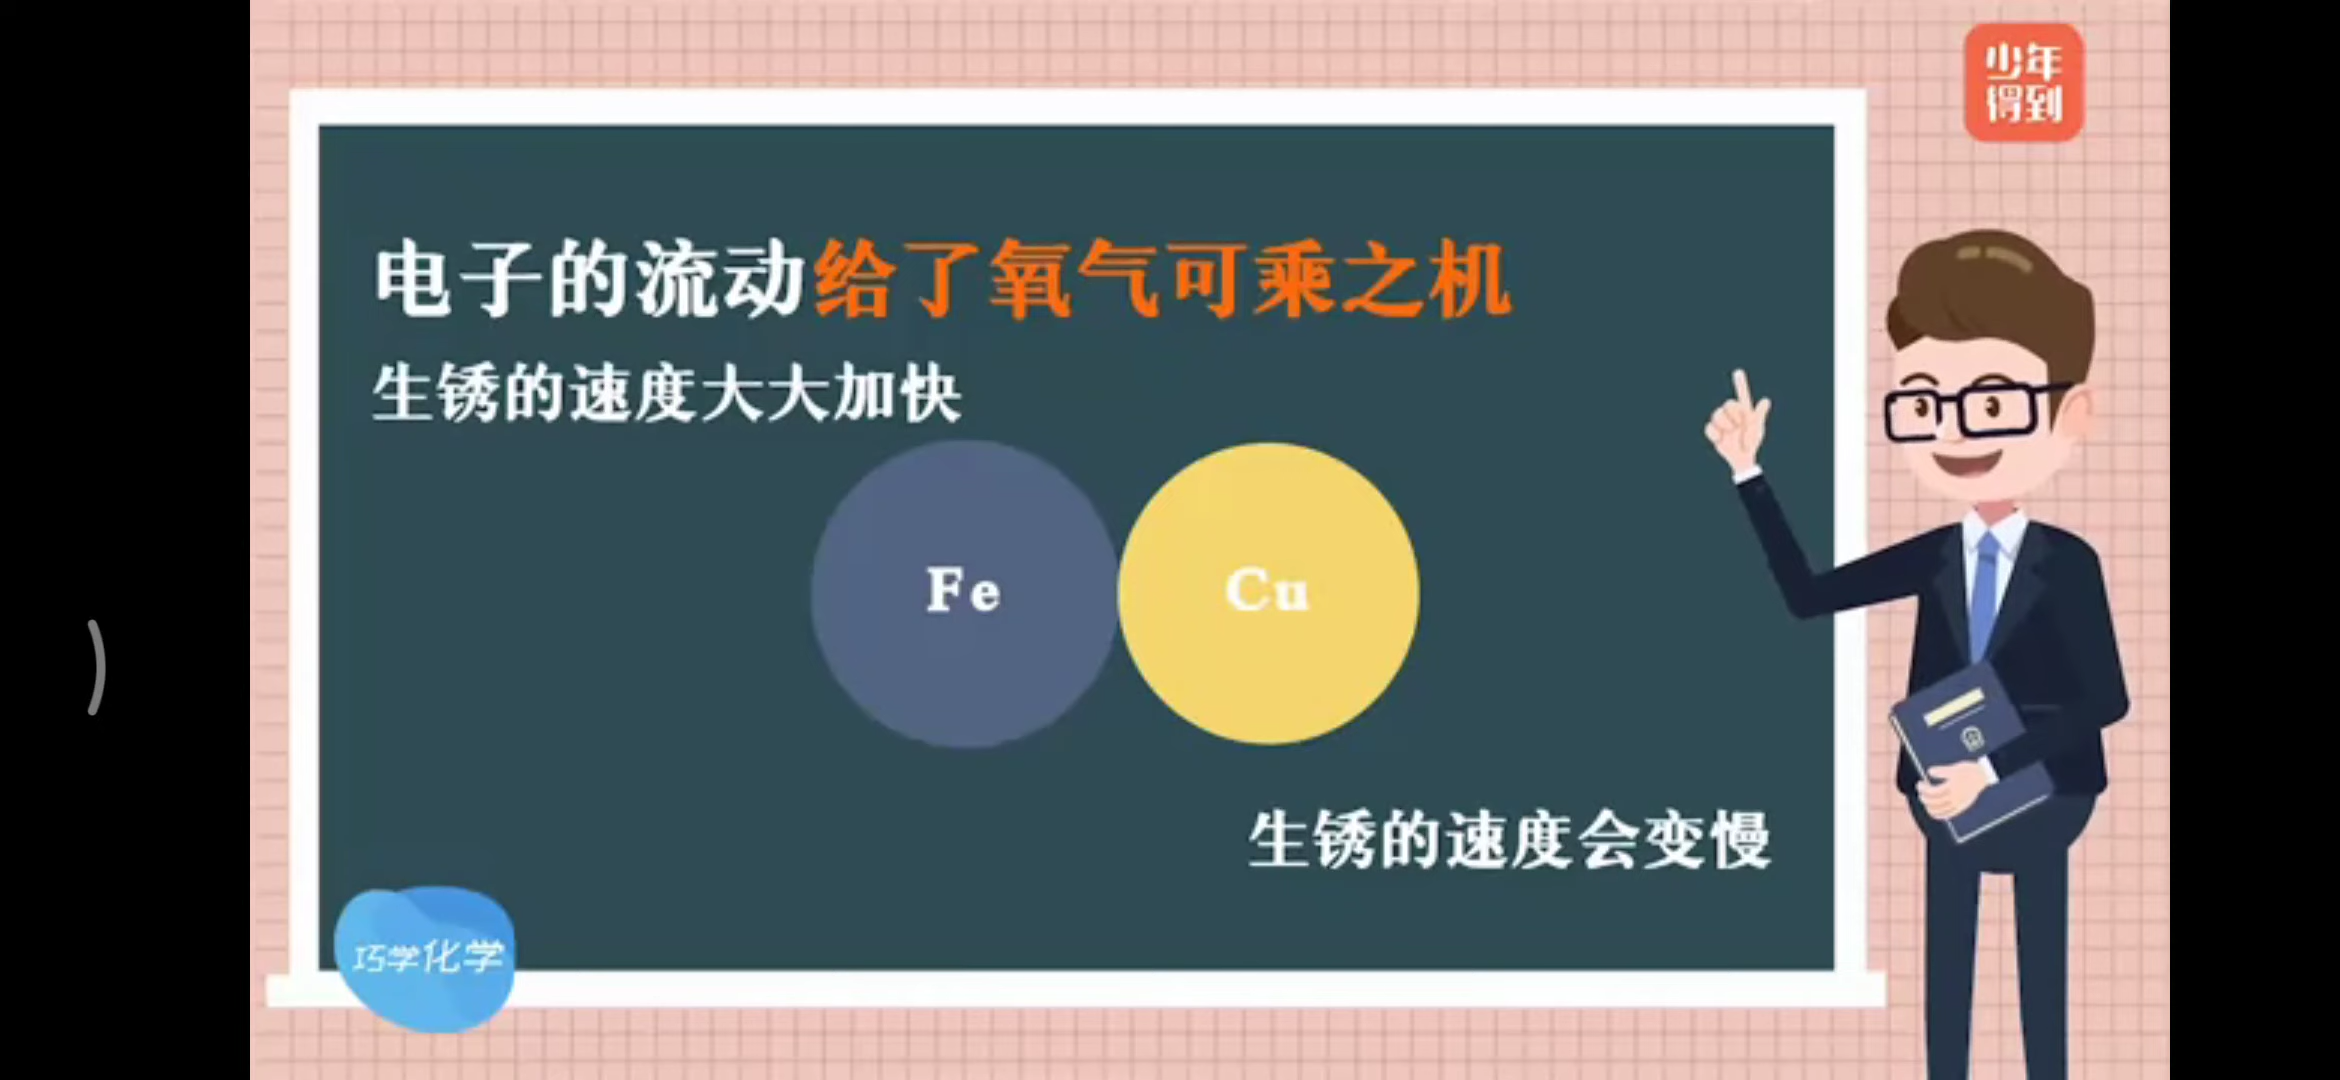 少年
得到
电子的流动给了氧气可乘之机
生锈的速度大大加快
Fe
Cu
生锈的速度会变慢
巧学化学